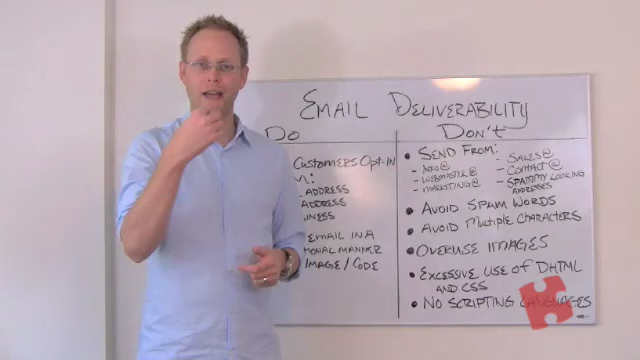 EMAIL DELIVERABILITY
DO
CUSTOMERS OPT-IN
ADDRESS
ADDRESS
EMAIL IN A
MANNER
IMAGE / CODE
DON'T
• SEND FROM:
- INFO@
- WEBMASTER@
- MARKETING@
- SALES@
- CONTACT@
- SPAMMY LOOKING
ADDRESSES
• AVOID SPAM WORDS
• AVOID MULTIPLE CHARACTERS
• OVERUSE IMAGES
• EXCESSIVE USE OF DHTML
AND CSS
• NO SCRIPTING LANGUAGES